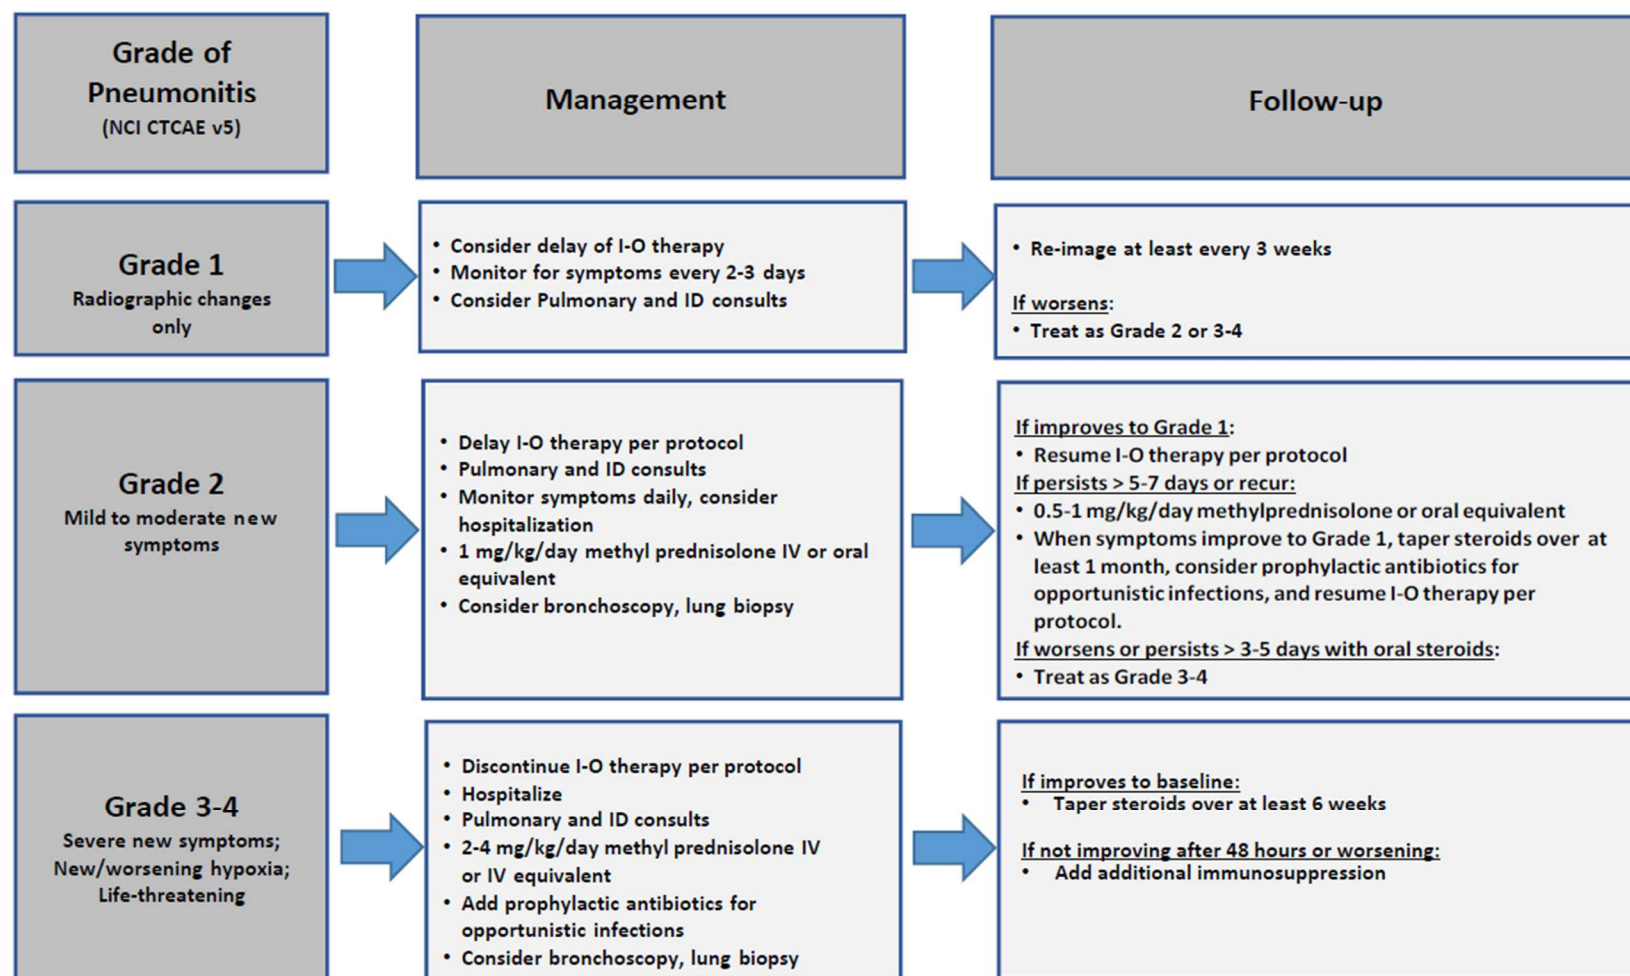 Grade of
Pneumonitis
(NCI CTCAE v5)
Management
Follow-up
Grade 1
Radiographic changes
only
• Consider delay of I-O therapy
• Monitor for symptoms every 2-3 days
• Consider Pulmonary and ID consults
• Re-image at least every 3 weeks
If worsens:
• Treat as Grade 2 or 3-4
Grade 2
Mild to moderate new
symptoms
• Delay I-O therapy per protocol
• Pulmonary and ID consults
• Monitor symptoms daily, consider
hospitalization
• 1 mg/kg/day methyl prednisolone IV or oral
equivalent
• Consider bronchoscopy, lung biopsy
If improves to Grade 1:
• Resume I-O therapy per protocol
If persists > 5-7 days or recur:
• 0.5-1 mg/kg/day methylprednisolone or oral equivalent
• When symptoms improve to Grade 1, taper steroids over at
least 1 month, consider prophylactic antibiotics for
opportunistic infections, and resume I-O therapy per
protocol.
If worsens or persists > 3-5 days with oral steroids:
• Treat as Grade 3-4
Grade 3-4
Severe new symptoms;
New/worsening hypoxia;
Life-threatening
• Discontinue I-O therapy per protocol
• Hospitalize
• Pulmonary and ID consults
• 2-4 mg/kg/day methyl prednisolone IV
or IV equivalent
• Add prophylactic antibiotics for
opportunistic infections
• Consider bronchoscopy, lung biopsy
If improves to baseline:
• Taper steroids over at least 6 weeks
If not improving after 48 hours or worsening:
• Add additional immunosuppression